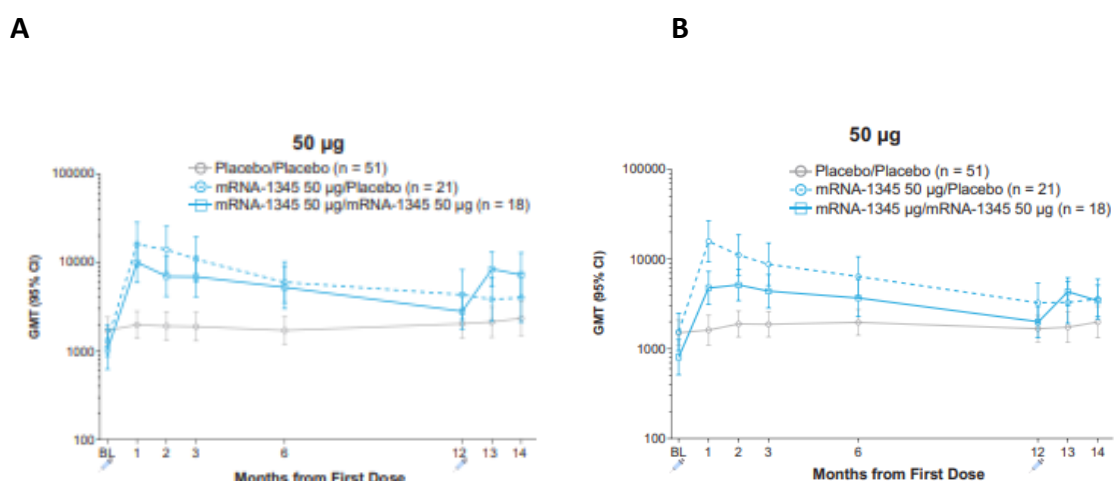 A
50 µg
Placebo/Placebo (n = 51)
mRNA-1345 50 µg/Placebo (n = 21)
mRNA-1345 50 µg/mRNA-1345 50 µg (n = 18)
GMT (95% CI)
100000
10000
1000
100
BL 1 2 3 6 12 13 14
Months from First Dose
B
50 µg
Placebo/Placebo (n = 51)
mRNA-1345 50 µg/Placebo (n = 21)
mRNA-1345 µg/mRNA-1345 50 µg (n = 18)
GMT (95% CI)
100000
10000
1000
100
BL 1 2 3 6 12 13 14
Months from First Dose